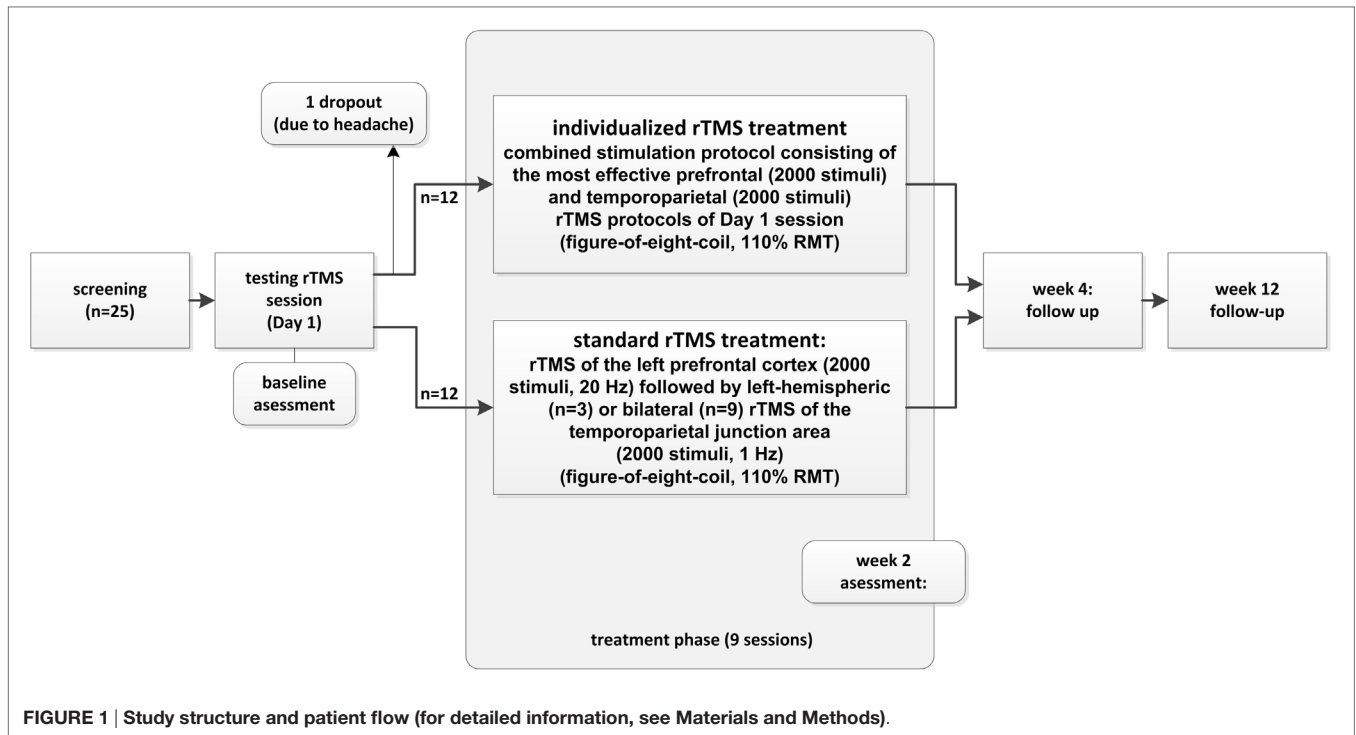 1 dropout
(due to headache)
individualized rTMS treatment
combined stimulation protocol consisting of
the most effective prefrontal (2000 stimuli)
and temporoparietal (2000 stimuli)
rTMS protocols of Day 1 session
(figure-of-eight-coil, 110% RMT)
n=12
screening
(n=25)
testing rTMS
session
(Day 1)
baseline
asessment
n=12
standard rTMS treatment:
rTMS of the left prefrontal cortex (2000
stimuli, 20 Hz) followed by left-hemispheric
(n=3) or bilateral (n=9) rTMS of the
temporoparietal junction area
(2000 stimuli, 1 Hz)
(figure-of-eight-coil, 110% RMT)
week 4:
follow up
week 12
follow-up
week 2
asessment:
treatment phase (9 sessions)
FIGURE 1 | Study structure and patient flow (for detailed information, see Materials and Methods).